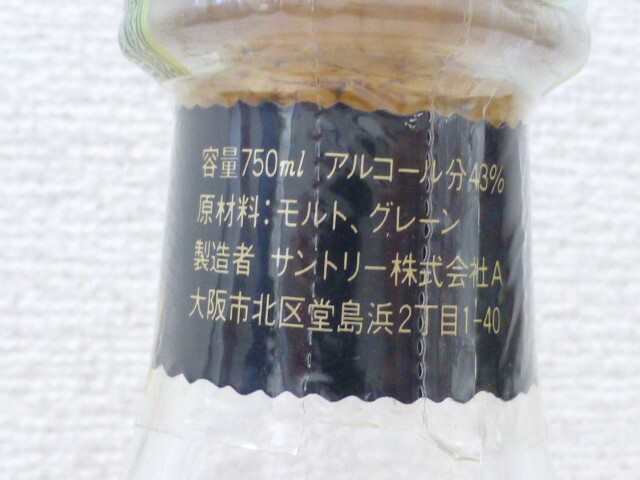 容量750ml アルコール分43%
原材料：モルト、グレーン
製造者 サントリー株式会社A
大阪市北区堂島浜2丁目1-40